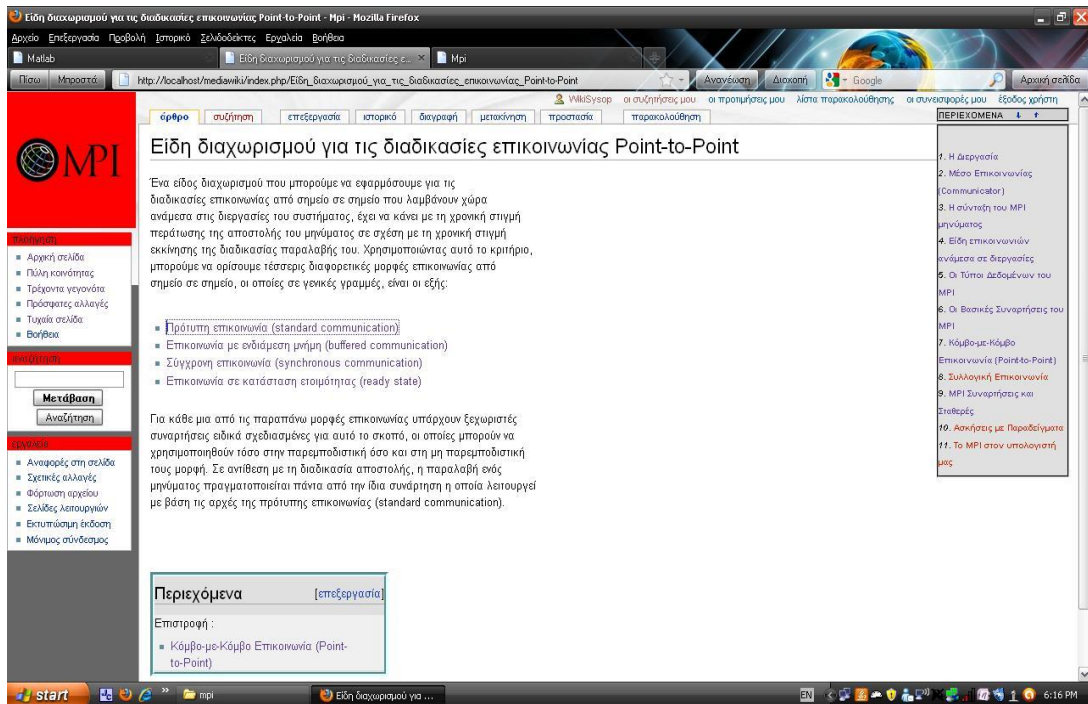 Είδη διαχωρισμού για τις διαδικασίες επικοινωνίας Point-to-Point - Mpi - Mozilla Firefox
Αρχείο Επεξεργασία Προβολή Ιστορικό Σελιδοδείκτες Εργαλεία Βοήθεια
Matlab
Είδη διαχωρισμού για τις διαδικασίες ε...
Mpi
Πίσω Μπροστά http://localhost/mediawiki/index.php/Είδη_διαχωρισμού_για_τις_διαδικασίες_επικοινωνίας_Point-to-Point Ανανέωση Διακοπή Google Αρχική σελίδα
WikiSysop οι συζητήσεις μου οι προτιμήσεις μου λίστα παρακολούθησης οι συνεισφορές μου έξοδος χρήστη
άρθρο συζήτηση επεξεργασία ιστορικό διαγραφή μετακίνηση προστασία παρακολούθηση
MPI
πλοήγηση
Αρχική σελίδα
Πύλη κοινότητας
Τρέχοντα γεγονότα
Πρόσφατες αλλαγές
Τυχαία σελίδα
Βοήθεια
αναζήτηση
Μετάβαση
Αναζήτηση
εργαλεία
Αναφορές στη σελίδα
Σχετικές αλλαγές
Φόρτωση αρχείου
Σελίδες λειτουργιών
Εκτυπώσιμη έκδοση
Μόνιμος σύνδεσμος
Είδη διαχωρισμού για τις διαδικασίες επικοινωνίας Point-to-Point
Ένα είδος διαχωρισμού που μπορούμε να εφαρμόσουμε για τις
διαδικασίες επικοινωνίας από σημείο σε σημείο που λαμβάνουν χώρα
ανάμεσα στις διεργασίες του συστήματος, έχει να κάνει με τη χρονική στιγμή
περάτωσης της αποστολής του μηνύματος σε σχέση με τη χρονική στιγμή
εκκίνησης της διαδικασίας παραλαβής του. Χρησιμοποιώντας αυτό το κριτήριο,
μπορούμε να ορίσουμε τέσσερις διαφορετικές μορφές επικοινωνίας από
σημείο σε σημείο, οι οποίες σε γενικές γραμμές, είναι οι εξής:
Πρότυπη επικοινωνία (standard communication)
Επικοινωνία με ενδιάμεση μνήμη (buffered communication)
Σύγχρονη επικοινωνία (synchronous communication)
Επικοινωνία σε κατάσταση ετοιμότητας (ready state)
Για κάθε μια από τις παραπάνω μορφές επικοινωνίας υπάρχουν ξεχωριστές
συναρτήσεις ειδικά σχεδιασμένες για αυτό το σκοπό, οι οποίες μπορούν να
χρησιμοποιηθούν τόσο στην παρεμποδιστική όσο και στη μη παρεμποδιστική
τους μορφή. Σε αντίθεση με τη διαδικασία αποστολής, η παραλαβή ενός
μηνύματος πραγματοποιείται πάντα από την ίδια συνάρτηση η οποία λειτουργεί
με βάση τις αρχές της πρότυπης επικοινωνίας (standard communication).
Περιεχόμενα [επεξεργασία]
Επιστροφή :
Κόμβο-με-Κόμβο Επικοινωνία (Point-
to-Point)
ΠΕΡΙΕΧΟΜΕΝΑ
1. Η Διεργασία
2. Μέσο Επικοινωνίας
(Communicator)
3. Η σύνταξη του MPI
μηνύματος
4. Είδη επικοινωνιών
ανάμεσα σε διεργασίες
5. Οι Τύποι Δεδομένων του
MPI
6. Οι Βασικές Συναρτήσεις του
MPI
7. Κόμβο-με-Κόμβο
Επικοινωνία (Point-to-Point)
8. Συλλογική Επικοινωνία
9. MPI Συναρτήσεις και
Σταθερές
10. Ασκήσεις με Παραδείγματα
11. Το MPI στον υπολογιστή
μας
start mpi Είδη διαχωρισμού για ... EN 6:16 PM